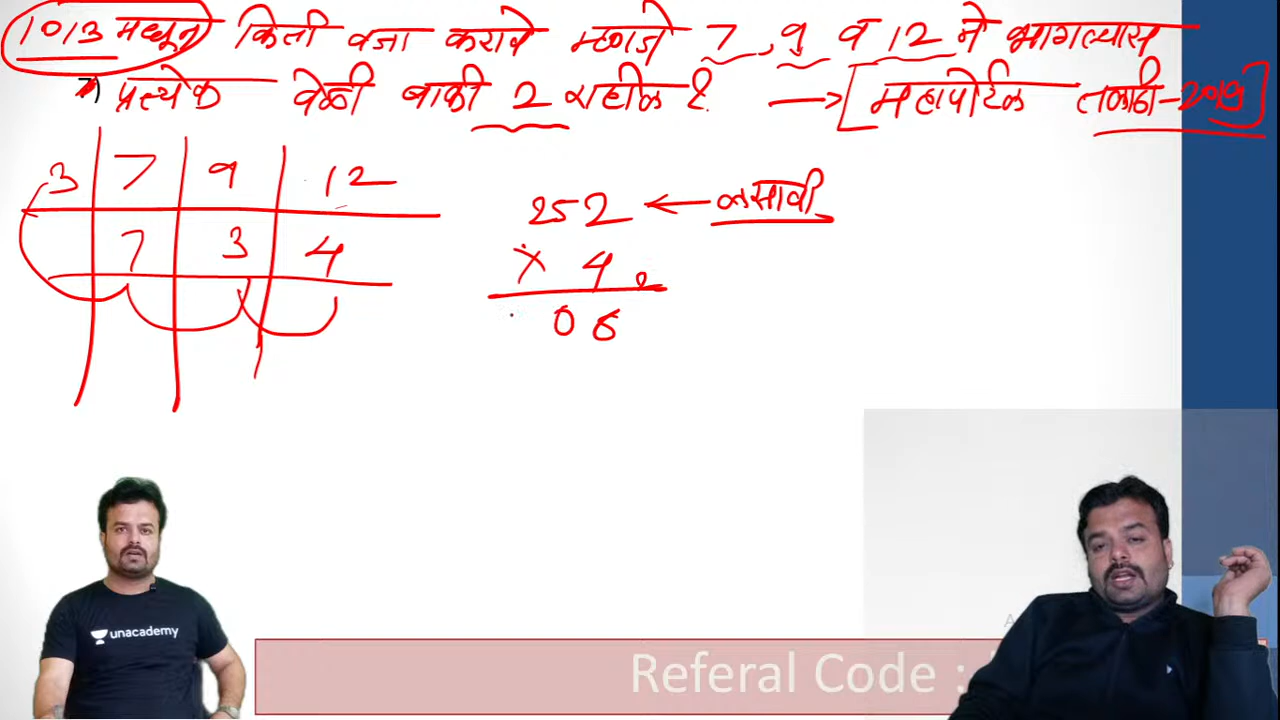 1013 मधून किती वजा करावे म्हणजे 7, 9 व 12 ने भागल्यास
प्रत्येक वेळी बाकी 2 राहील ? → [महापोर्टल तलाठी - 2019]
3 7 9 12
7 3 4
252 ← लसावी
× 4
06
unacademy
Referal Code :